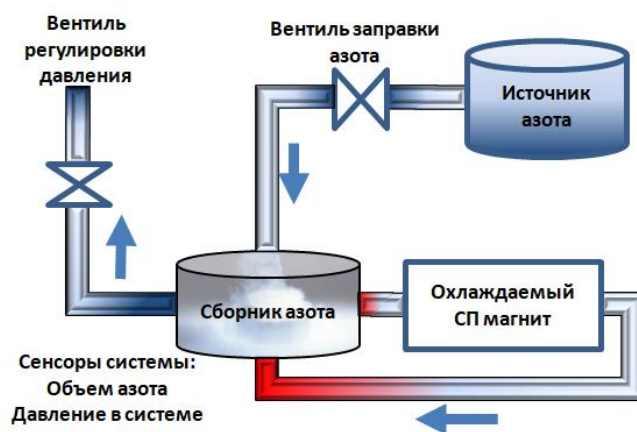 Вентиль
регулировки
давления
Вентиль заправки
азота
Источник
азота
Сборник азота
Охлаждаемый
СП магнит
Сенсоры системы:
Объем азота
Давление в системе